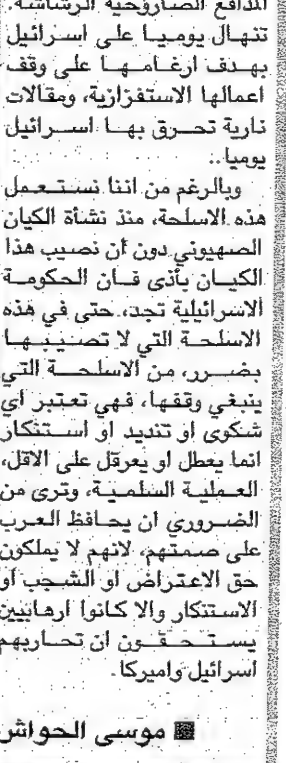 المدافع الصاروخية الرشاشة.
تنهال يوميا على اسرائيل
بهدف ارغامها على وقف
اعمالها الاستفزازية، ومقالات
نارية تحرق بها اسرائيل
يوميا..
وبالرغم من اننا نستعمل
هذه الاسلحة، منذ نشأة الكيان
الصهيوني دون أن نصيب هذا
الكيان بأذى فان الحكومة
الاسرائيلية تجد، حتى في هذه
الاسلحة التي لا تصيبها
بضرر، من الاسلحة التي
ينبغي وقفها، فهي تعتبر اي
شكوى او تنديد او استنكار
انما يعطل او يعرقل على الاقل،
العملية السلمية، وترى من
الضروري ان يحافظ العرب
على صمتهم، لانهم لا يملكون
حق الاعتراض او الشجب أو
الاستنكار والا كانوا ارهابيين
يستحقون ان تحاربهم
اسرائيل واميركا.
موسى الحواش